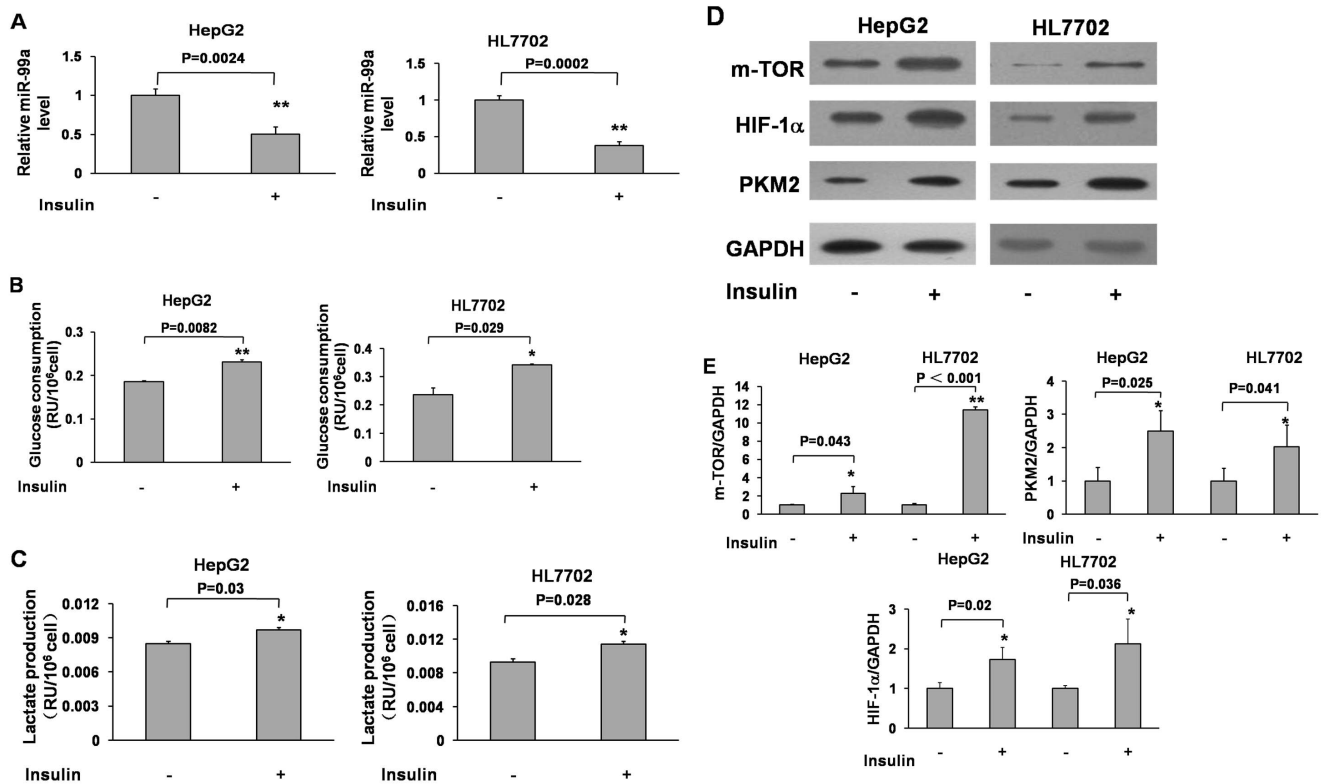 A
HepG2
P=0.0024
Relative miR-99a
level
1.5
1
0.5
0
**
Insulin - +
HL7702
P=0.0002
Relative miR-99a
level
1.5
1
0.5
0
**
- +
B
HepG2
P=0.0082
Glucose consumption
(RU/10⁶cell)
0.3
0.2
0.1
0
**
Insulin - +
HL7702
P=0.029
Glucose consumption
(RU/10⁶cell)
0.4
0.3
0.2
0.1
0
*
Insulin - +
C
HepG2
P=0.03
Lactate production
（RU/10⁶ cell）
0.012
0.009
0.006
0.003
0
*
Insulin - +
HL7702
P=0.028
Lactate production
（RU/10⁶ cell）
0.016
0.012
0.008
0.004
0
*
Insulin - +
D
HepG2 HL7702
m-TOR
HIF-1α
PKM2
GAPDH
Insulin - + - +
E
HepG2 HL7702
P < 0.001
P=0.043
m-TOR/GAPDH
14
12
10
8
6
4
2
0
* **
Insulin - + - +
HepG2 HL7702
P=0.025 P=0.041
PKM2/GAPDH
4
3
2
1
0
* *
Insulin - + - +
HepG2 HL7702
P=0.02 P=0.036
HIF-1α/GAPDH
3
2
1
0
* *
Insulin - + - +